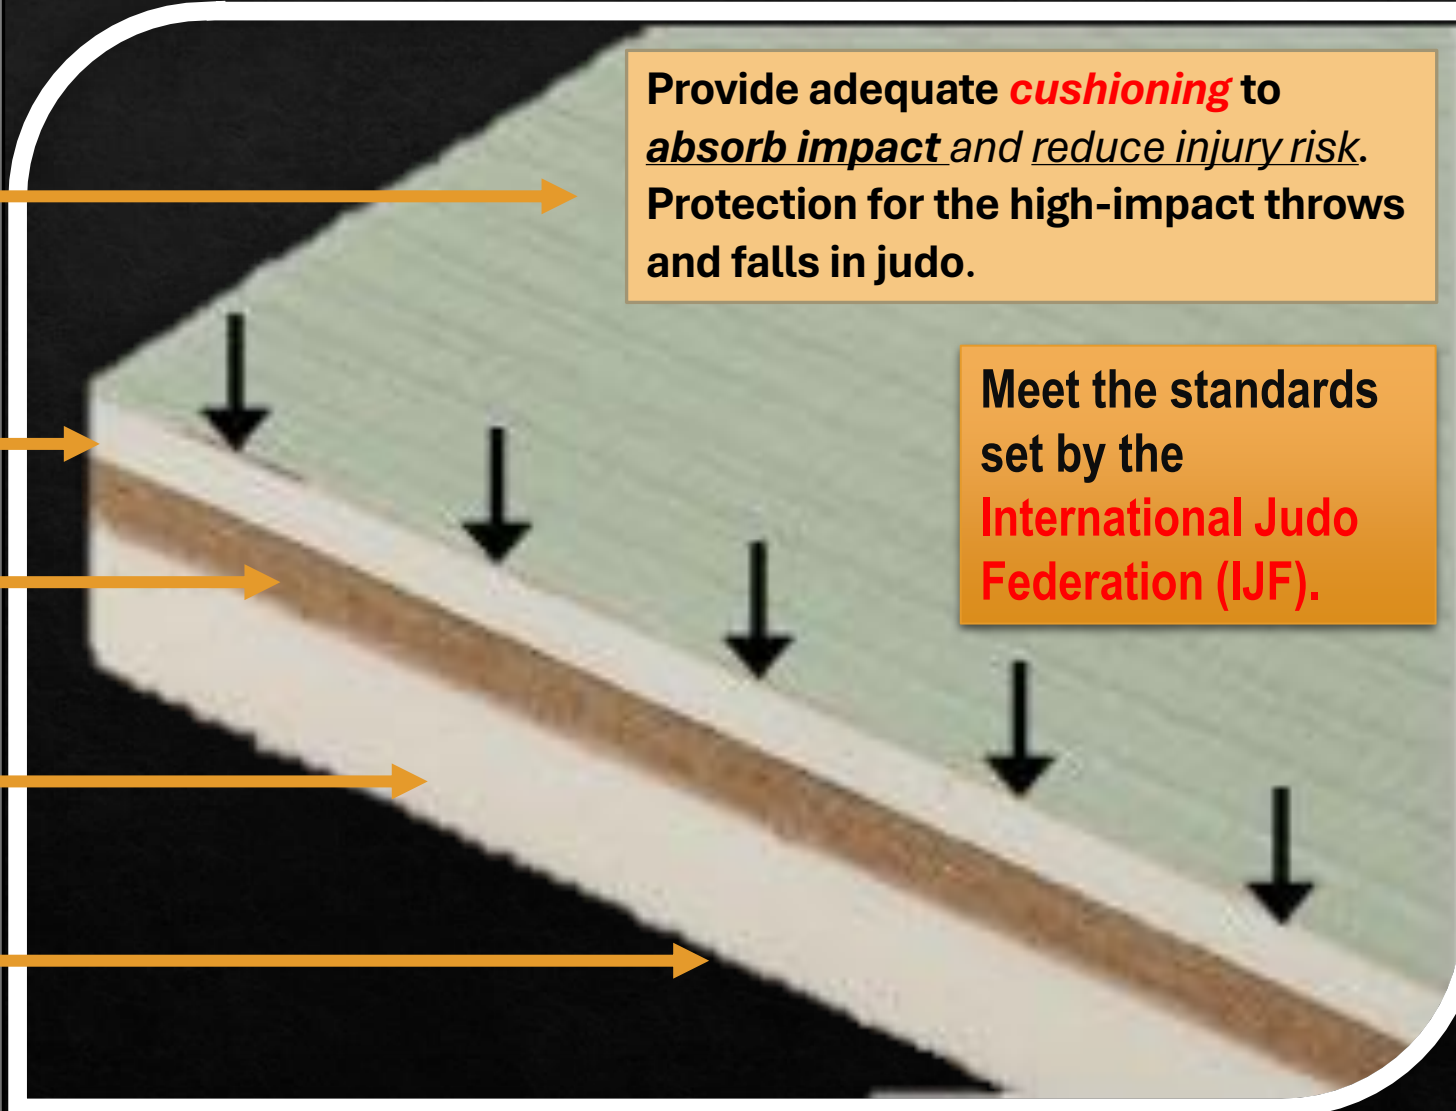 Provide adequate cushioning to
absorb impact and reduce injury risk.
Protection for the high-impact throws
and falls in judo.
Meet the standards
set by the
International Judo
Federation (IJF).